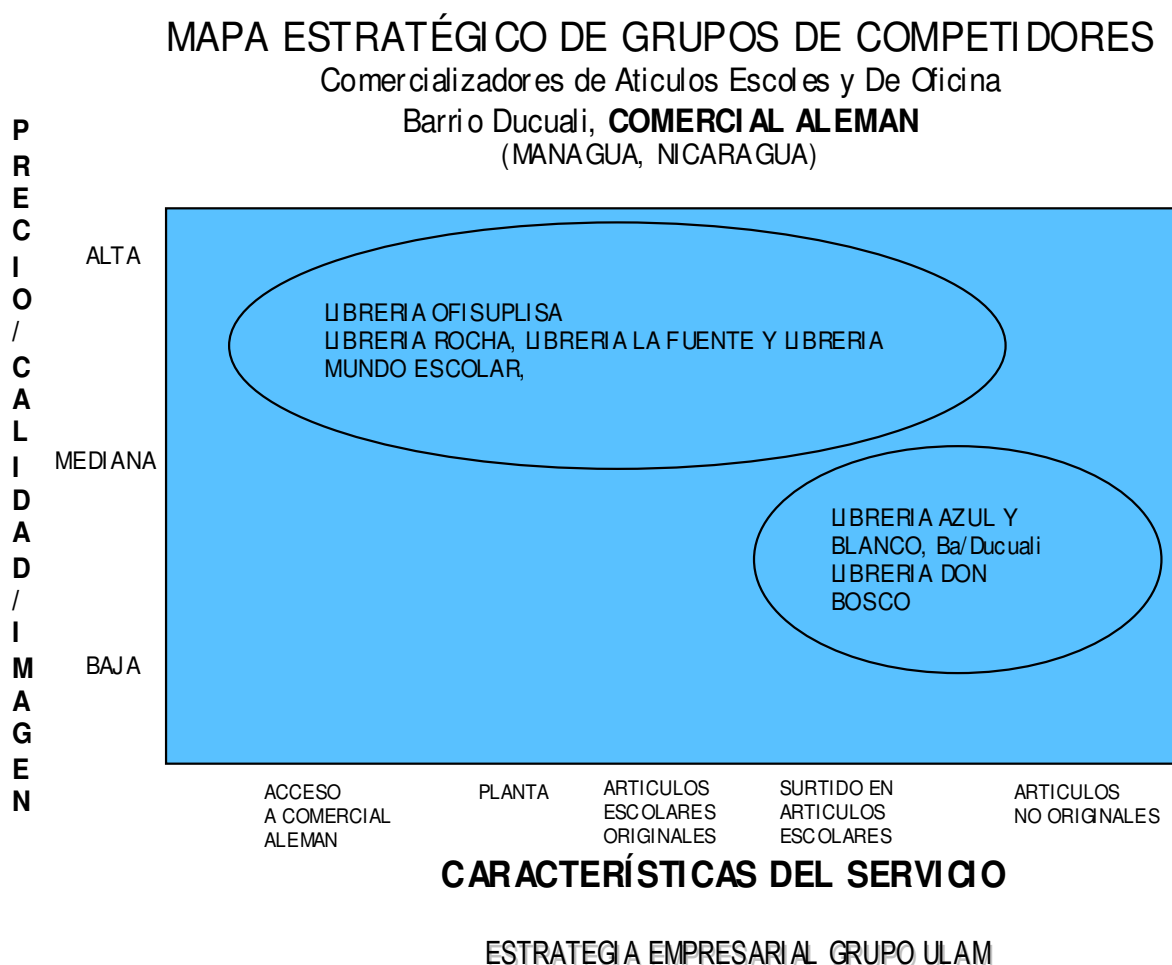 MAPA ESTRATÉGICO DE GRUPOS DE COMPETIDORES
Comercializadores de Aticulos Escoles y De Oficina
Barrio Ducuali, COMERCIAL ALEMAN
(MANAGUA, NICARAGUA)
PRECIO/CALIDAD/IMAGEN
ALTA
LIBRERIA OFISUPLISA
LIBRERIA ROCHA, LIBRERIA LA FUENTE Y LIBRERIA
MUNDO ESCOLAR,
MEDIANA
LIBRERIA AZUL Y
BLANCO, Ba/Ducuali
LIBRERIA DON
BOSCO
BAJA
ACCESO
A COMERCIAL
ALEMAN
PLANTA
ARTICULOS
ESCOLARES
ORIGINALES
SURTIDO EN
ARTICULOS
ESCOLARES
ARTICULOS
NO ORIGINALES
CARACTERÍSTICAS DEL SERVICIO
ESTRATEGIA EMPRESARIAL GRUPO ULAM